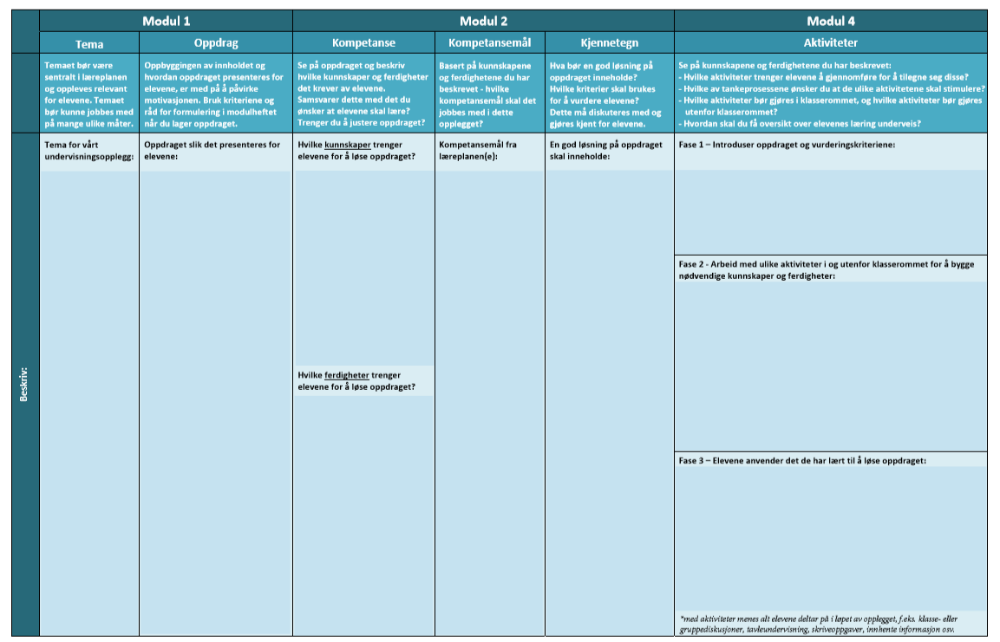 Modul 1
Modul 2
Modul 4
Tema
Oppdrag
Kompetanse
Kompetansemål
Kjennetegn
Aktiviteter
Temaet bør være
sentralt i læreplanen
og oppleves relevant
for elevene. Temaet
bør kunne jobbes med
på mange ulike måter.
Oppbyggingen av innholdet og
hvordan oppdraget presenteres for
elevene, er med på å påvirke
motivasjonen. Bruk kriteriene og
råd for formulering i modulheftet
når du lager oppdraget.
Se på oppdraget og beskriv
hvilke kunnskaper og ferdigheter
det krever av elevene.
Samsvarer dette med det du
ønsker at elevene skal lære?
Trenger du å justere oppdraget?
Basert på kunnskapene
og ferdighetene du har
beskrevet - hvilke
kompetansemål skal det
jobbes med i dette
opplegget?
Hva bør en god løsning på
oppdraget inneholde?
Hvilke kriterier skal brukes
for å vurdere elevene?
Dette må diskuteres med og
gjøres kjent for elevene.
Se på kunnskapene og ferdighetene du har beskrevet:
- Hvilke aktiviteter trenger elevene å gjennomføre for å tilegne seg disse?
- Hvilke av tankeprosessene ønsker du at de ulike aktivitetene skal stimulere?
- Hvilke aktiviteter bør gjøres i klasserommet, og hvilke aktiviteter bør gjøres
utenfor klasserommet?
- Hvordan skal du få oversikt over elevenes læring underveis?
Beskriv:
Tema for vårt
undervisningsopplegg:
Oppdraget slik det presenteres for
elevene:
Hvilke kunnskaper trenger
elevene for å løse oppdraget?
Hvilke ferdigheter trenger
elevene for å løse oppdraget?
Kompetansemål fra
læreplanen(e):
En god løsning på oppdraget
skal inneholde:
Fase 1 – Introduser oppdraget og vurderingskriteriene:
Fase 2 - Arbeid med ulike aktiviteter i og utenfor klasserommet for å bygge
nødvendige kunnskaper og ferdigheter:
Fase 3 – Elevene anvender det de har lært til å løse oppdraget:
*med aktiviteter menes alt elevene deltar på i løpet av opplegget, f.eks. klasse- eller
gruppediskusjoner, tavleundervisning, skriveoppgaver, innhente informasjon osv.